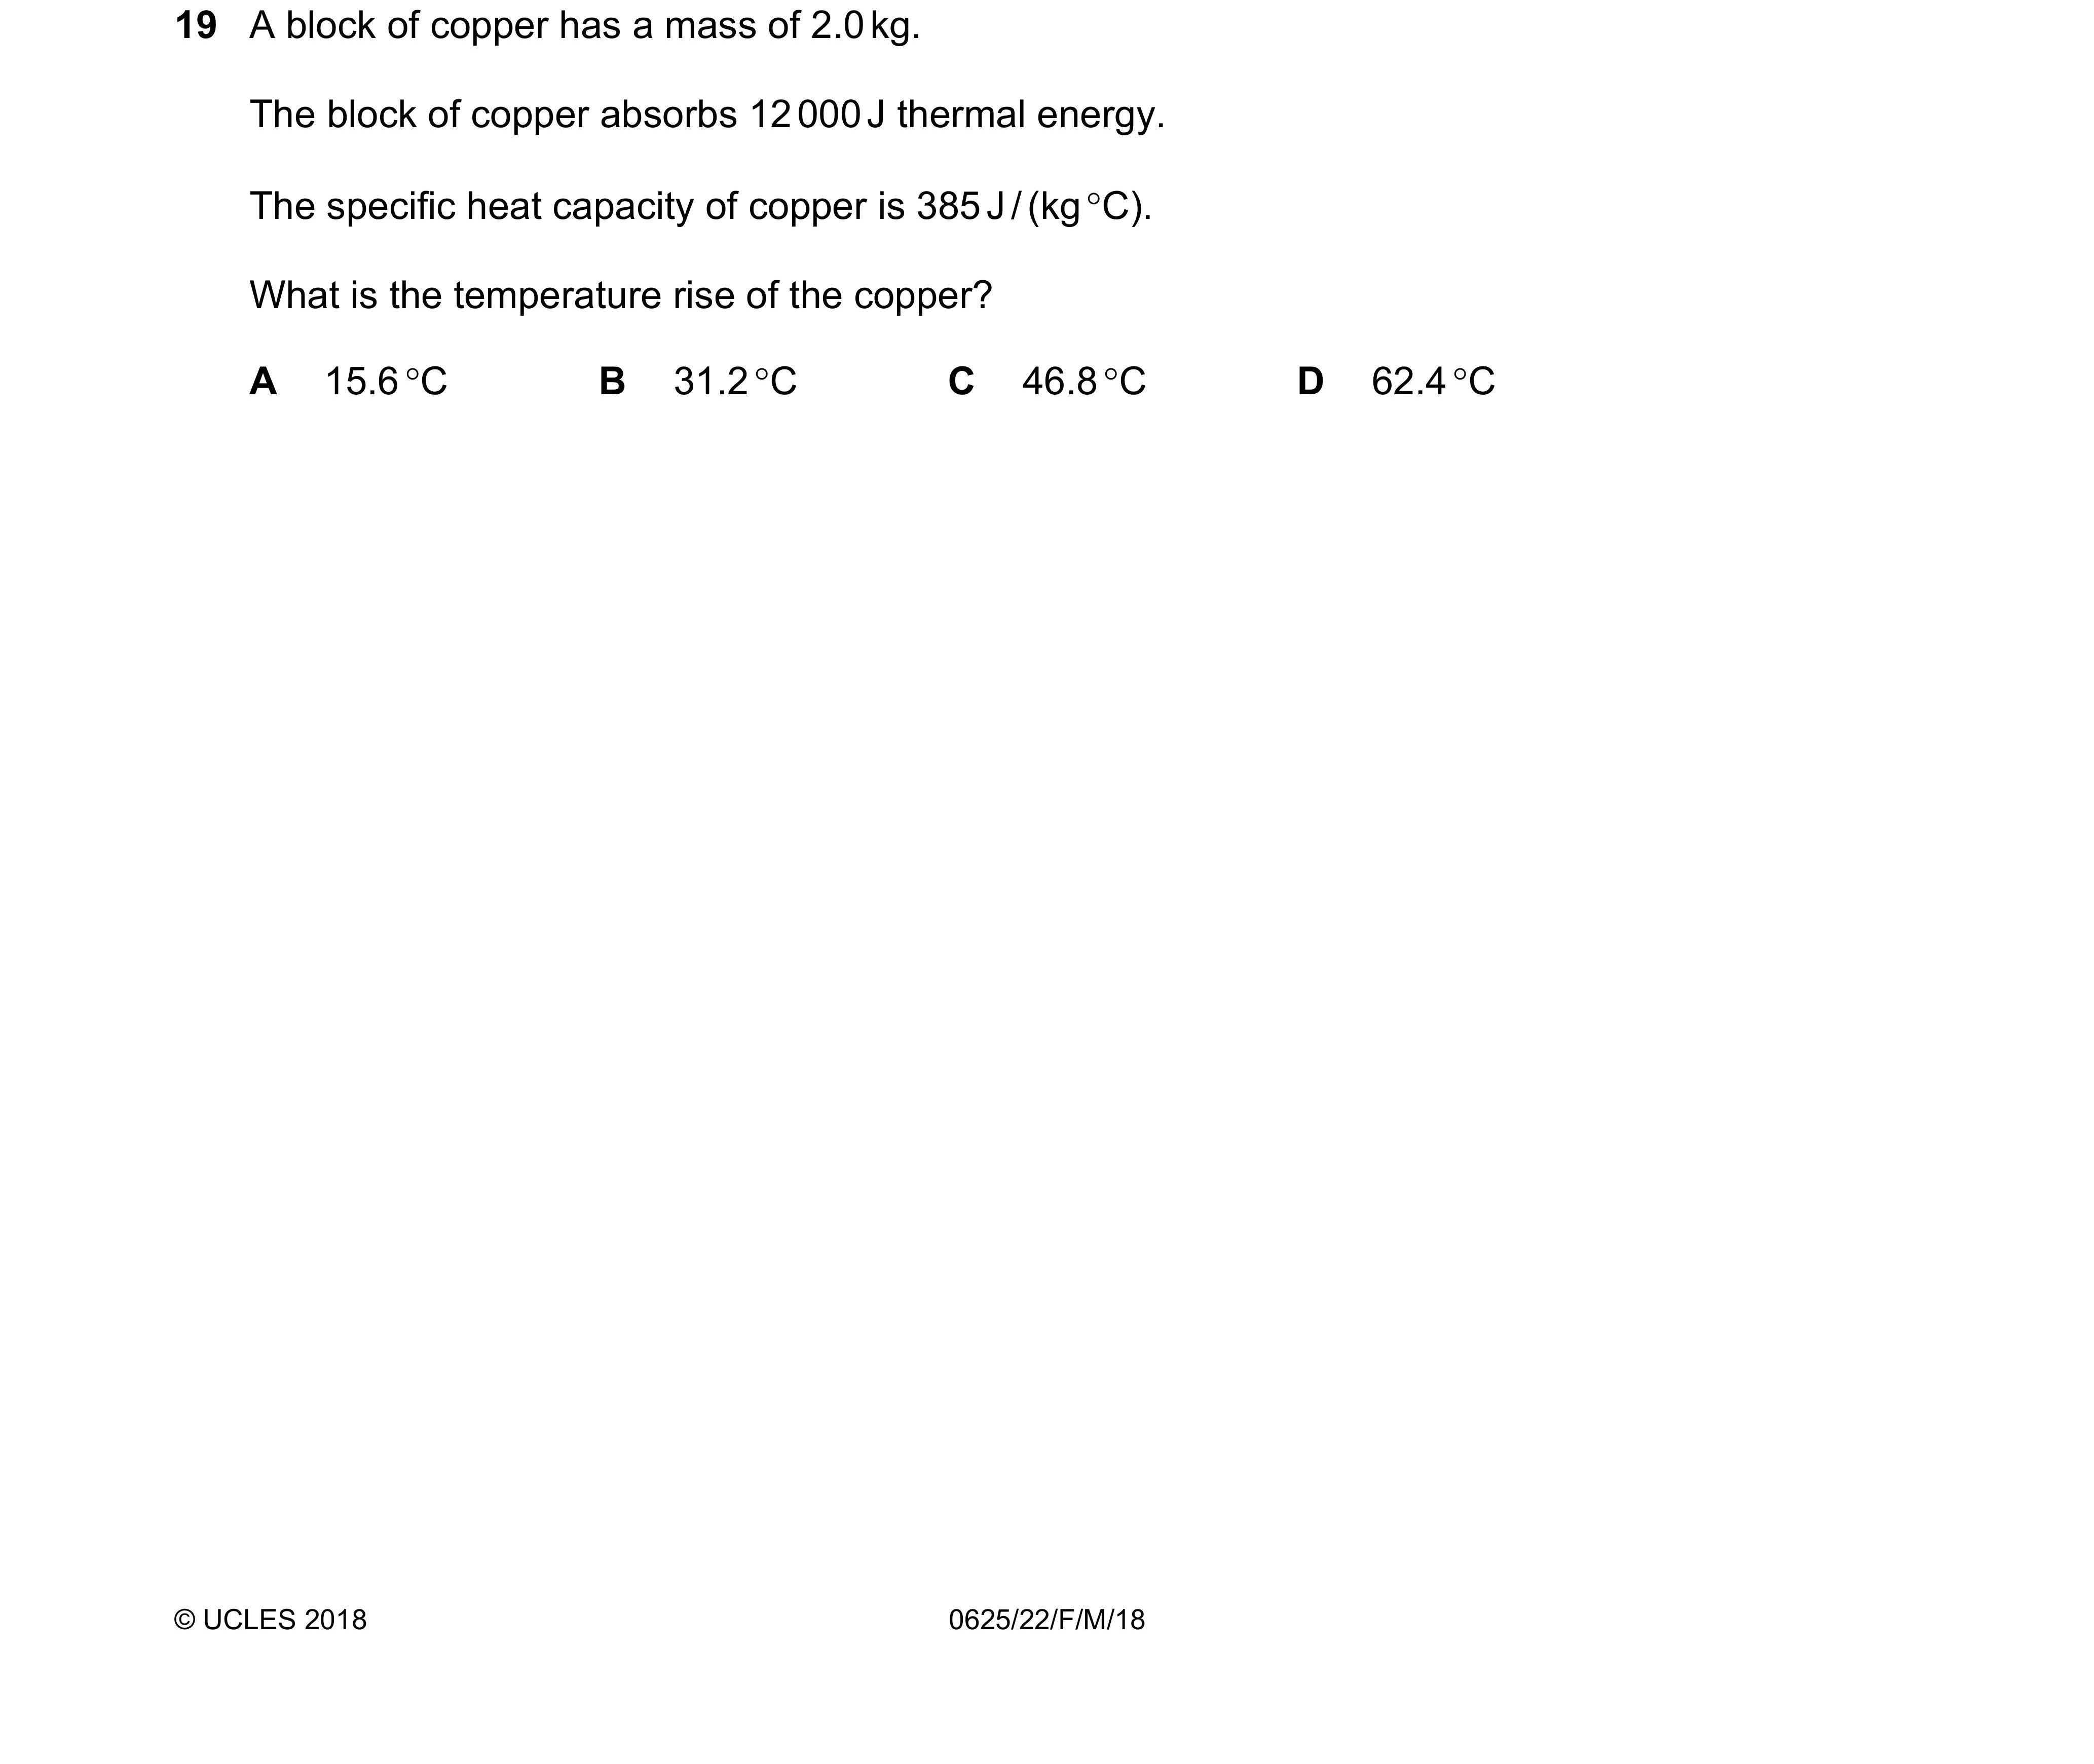 19 A block of copper has a mass of 2.0 kg.
The block of copper absorbs 12 000 J thermal energy.
The specific heat capacity of copper is 385 J / (kg °C).
What is the temperature rise of the copper?
A 15.6 °C B 31.2 °C C 46.8 °C D 62.4 °C
© UCLES 2018 0625/22/F/M/18